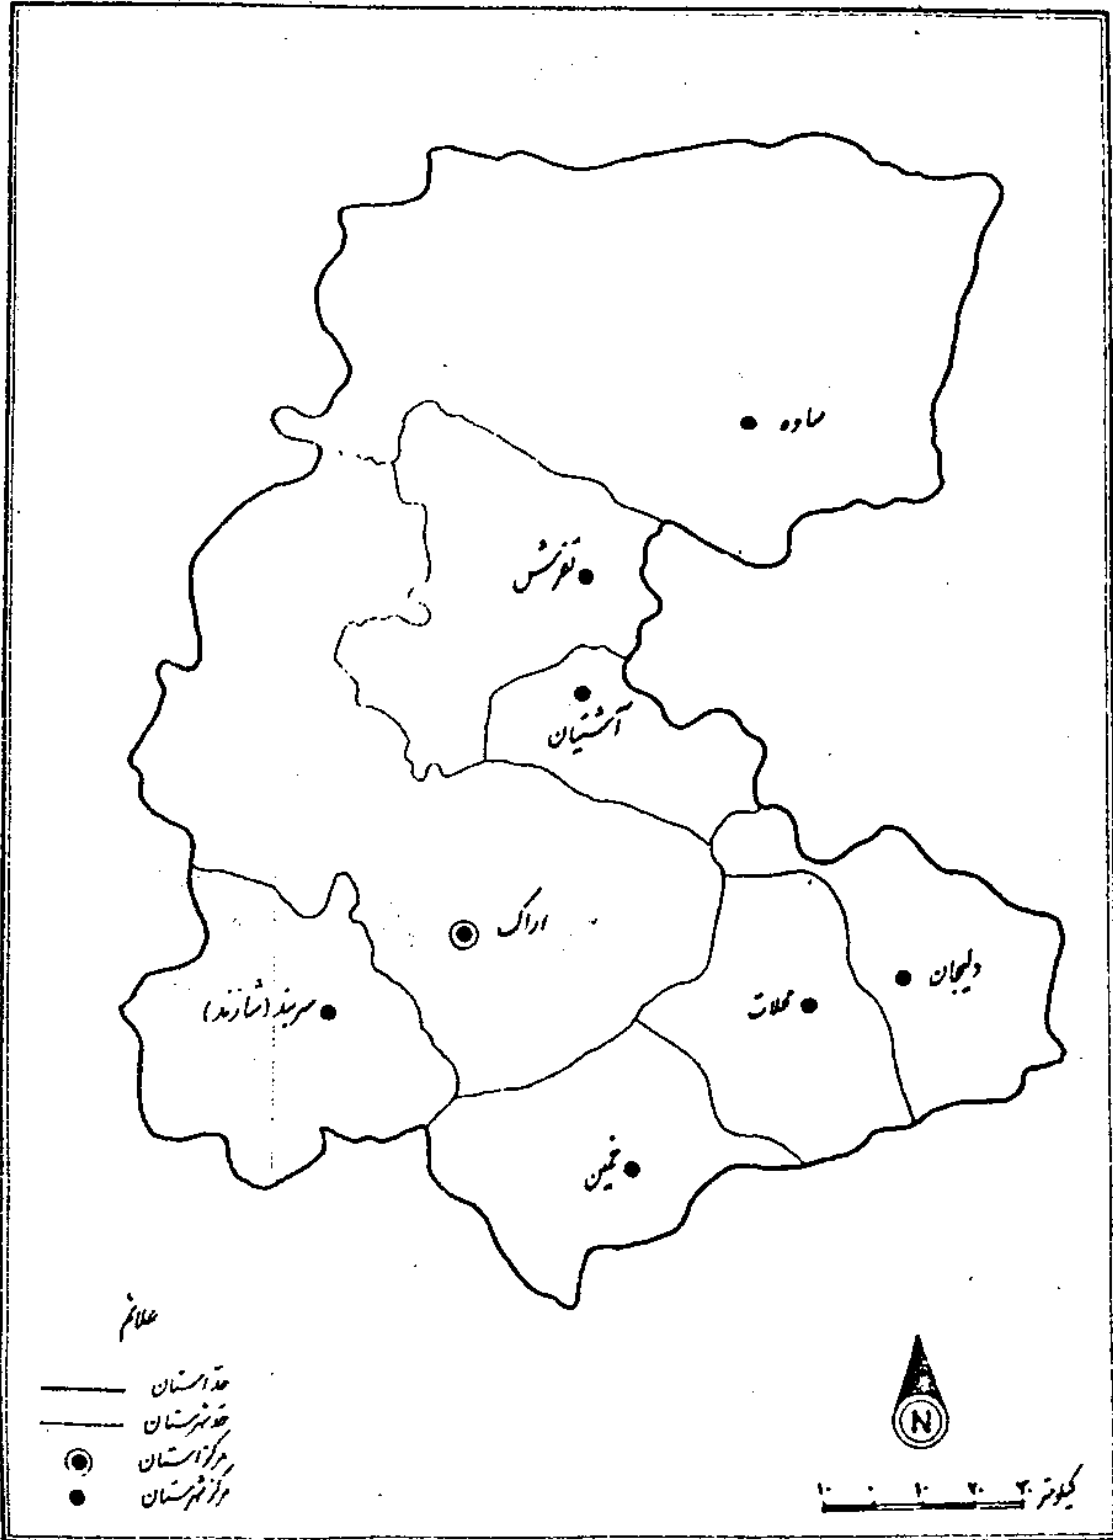 ساوه
تفرش
آشتیان
اراک
دلیجان
محلات
سربند (شازند)
خمین
علائم
حد استان
حد شهرستان
مرکز استان
مرکز شهرستان
N
۱۰ ۰ ۱۰ ۲۰ ۳۰ کیلومتر